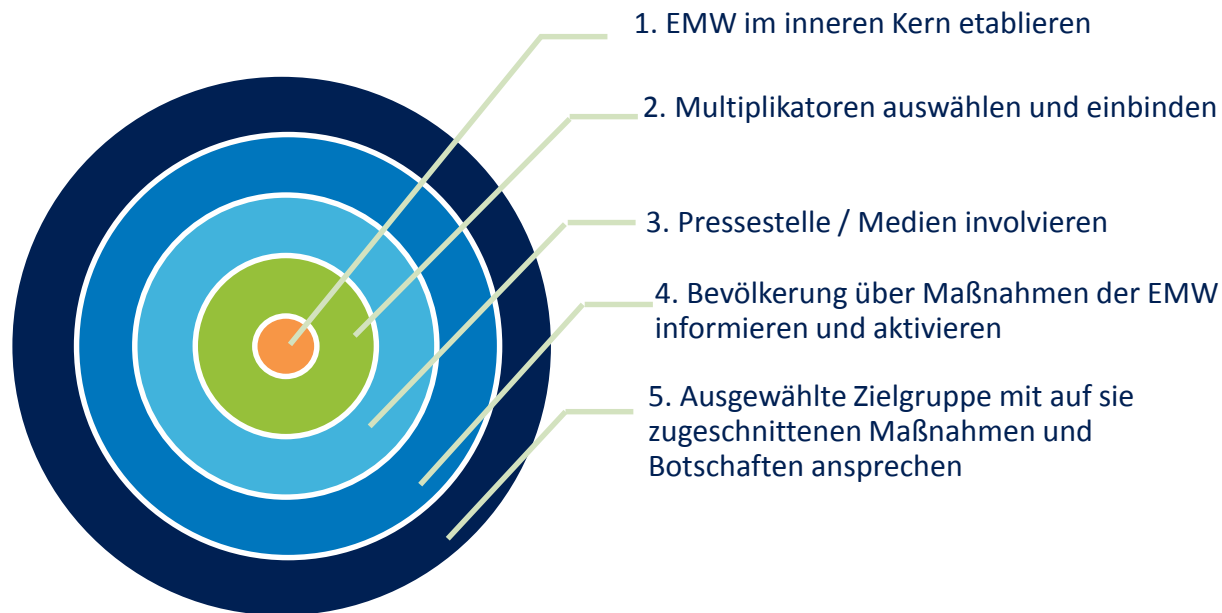 1. EMW im inneren Kern etablieren
2. Multiplikatoren auswählen und einbinden
3. Pressestelle / Medien involvieren
4. Bevölkerung über Maßnahmen der EMW
informieren und aktivieren
5. Ausgewählte Zielgruppe mit auf sie
zugeschnittenen Maßnahmen und
Botschaften ansprechen